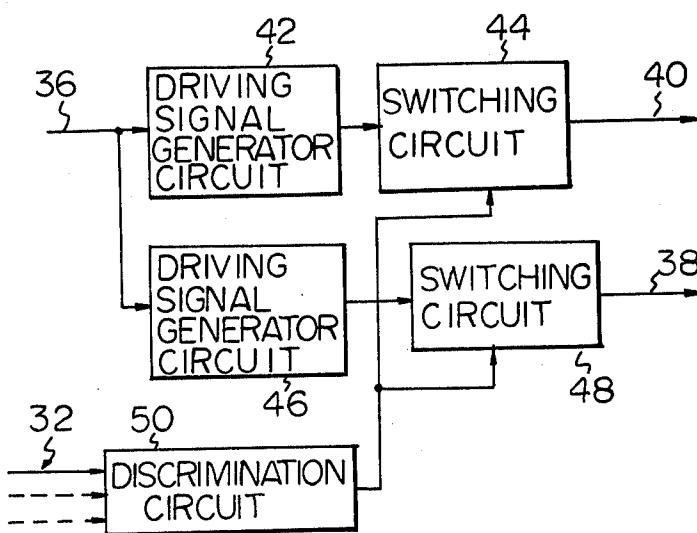 42
44
36
DRIVING
SIGNAL
GENERATOR
CIRCUIT
SWITCHING
CIRCUIT
40
DRIVING
SIGNAL
GENERATOR
CIRCUIT
46
SWITCHING
CIRCUIT
38
48
32
50
DISCRIMINATION
CIRCUIT